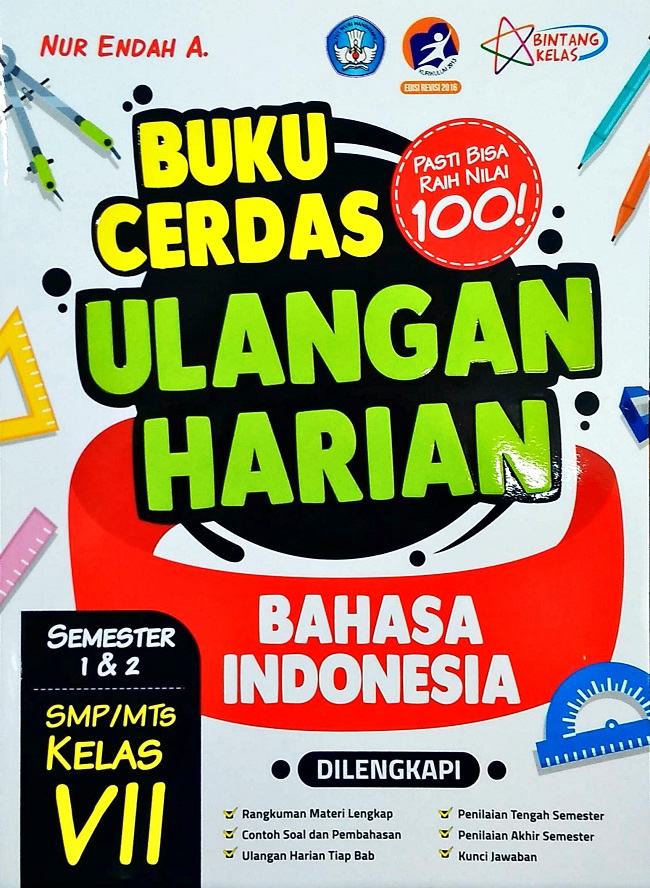 NUR ENDAH A.
KURIKULUM 2013
EDISI REVISI 2016
BINTANG
KELAS
BUKU
CERDAS
PASTI BISA
RAIH NILAI
100!
ULANGAN
HARIAN
BAHASA
INDONESIA
SEMESTER
1 & 2
SMP/MTs
KELAS
VII
DILENGKAPI
Rangkuman Materi Lengkap
Contoh Soal dan Pembahasan
Ulangan Harian Tiap Bab
Penilaian Tengah Semester
Penilaian Akhir Semester
Kunci Jawaban